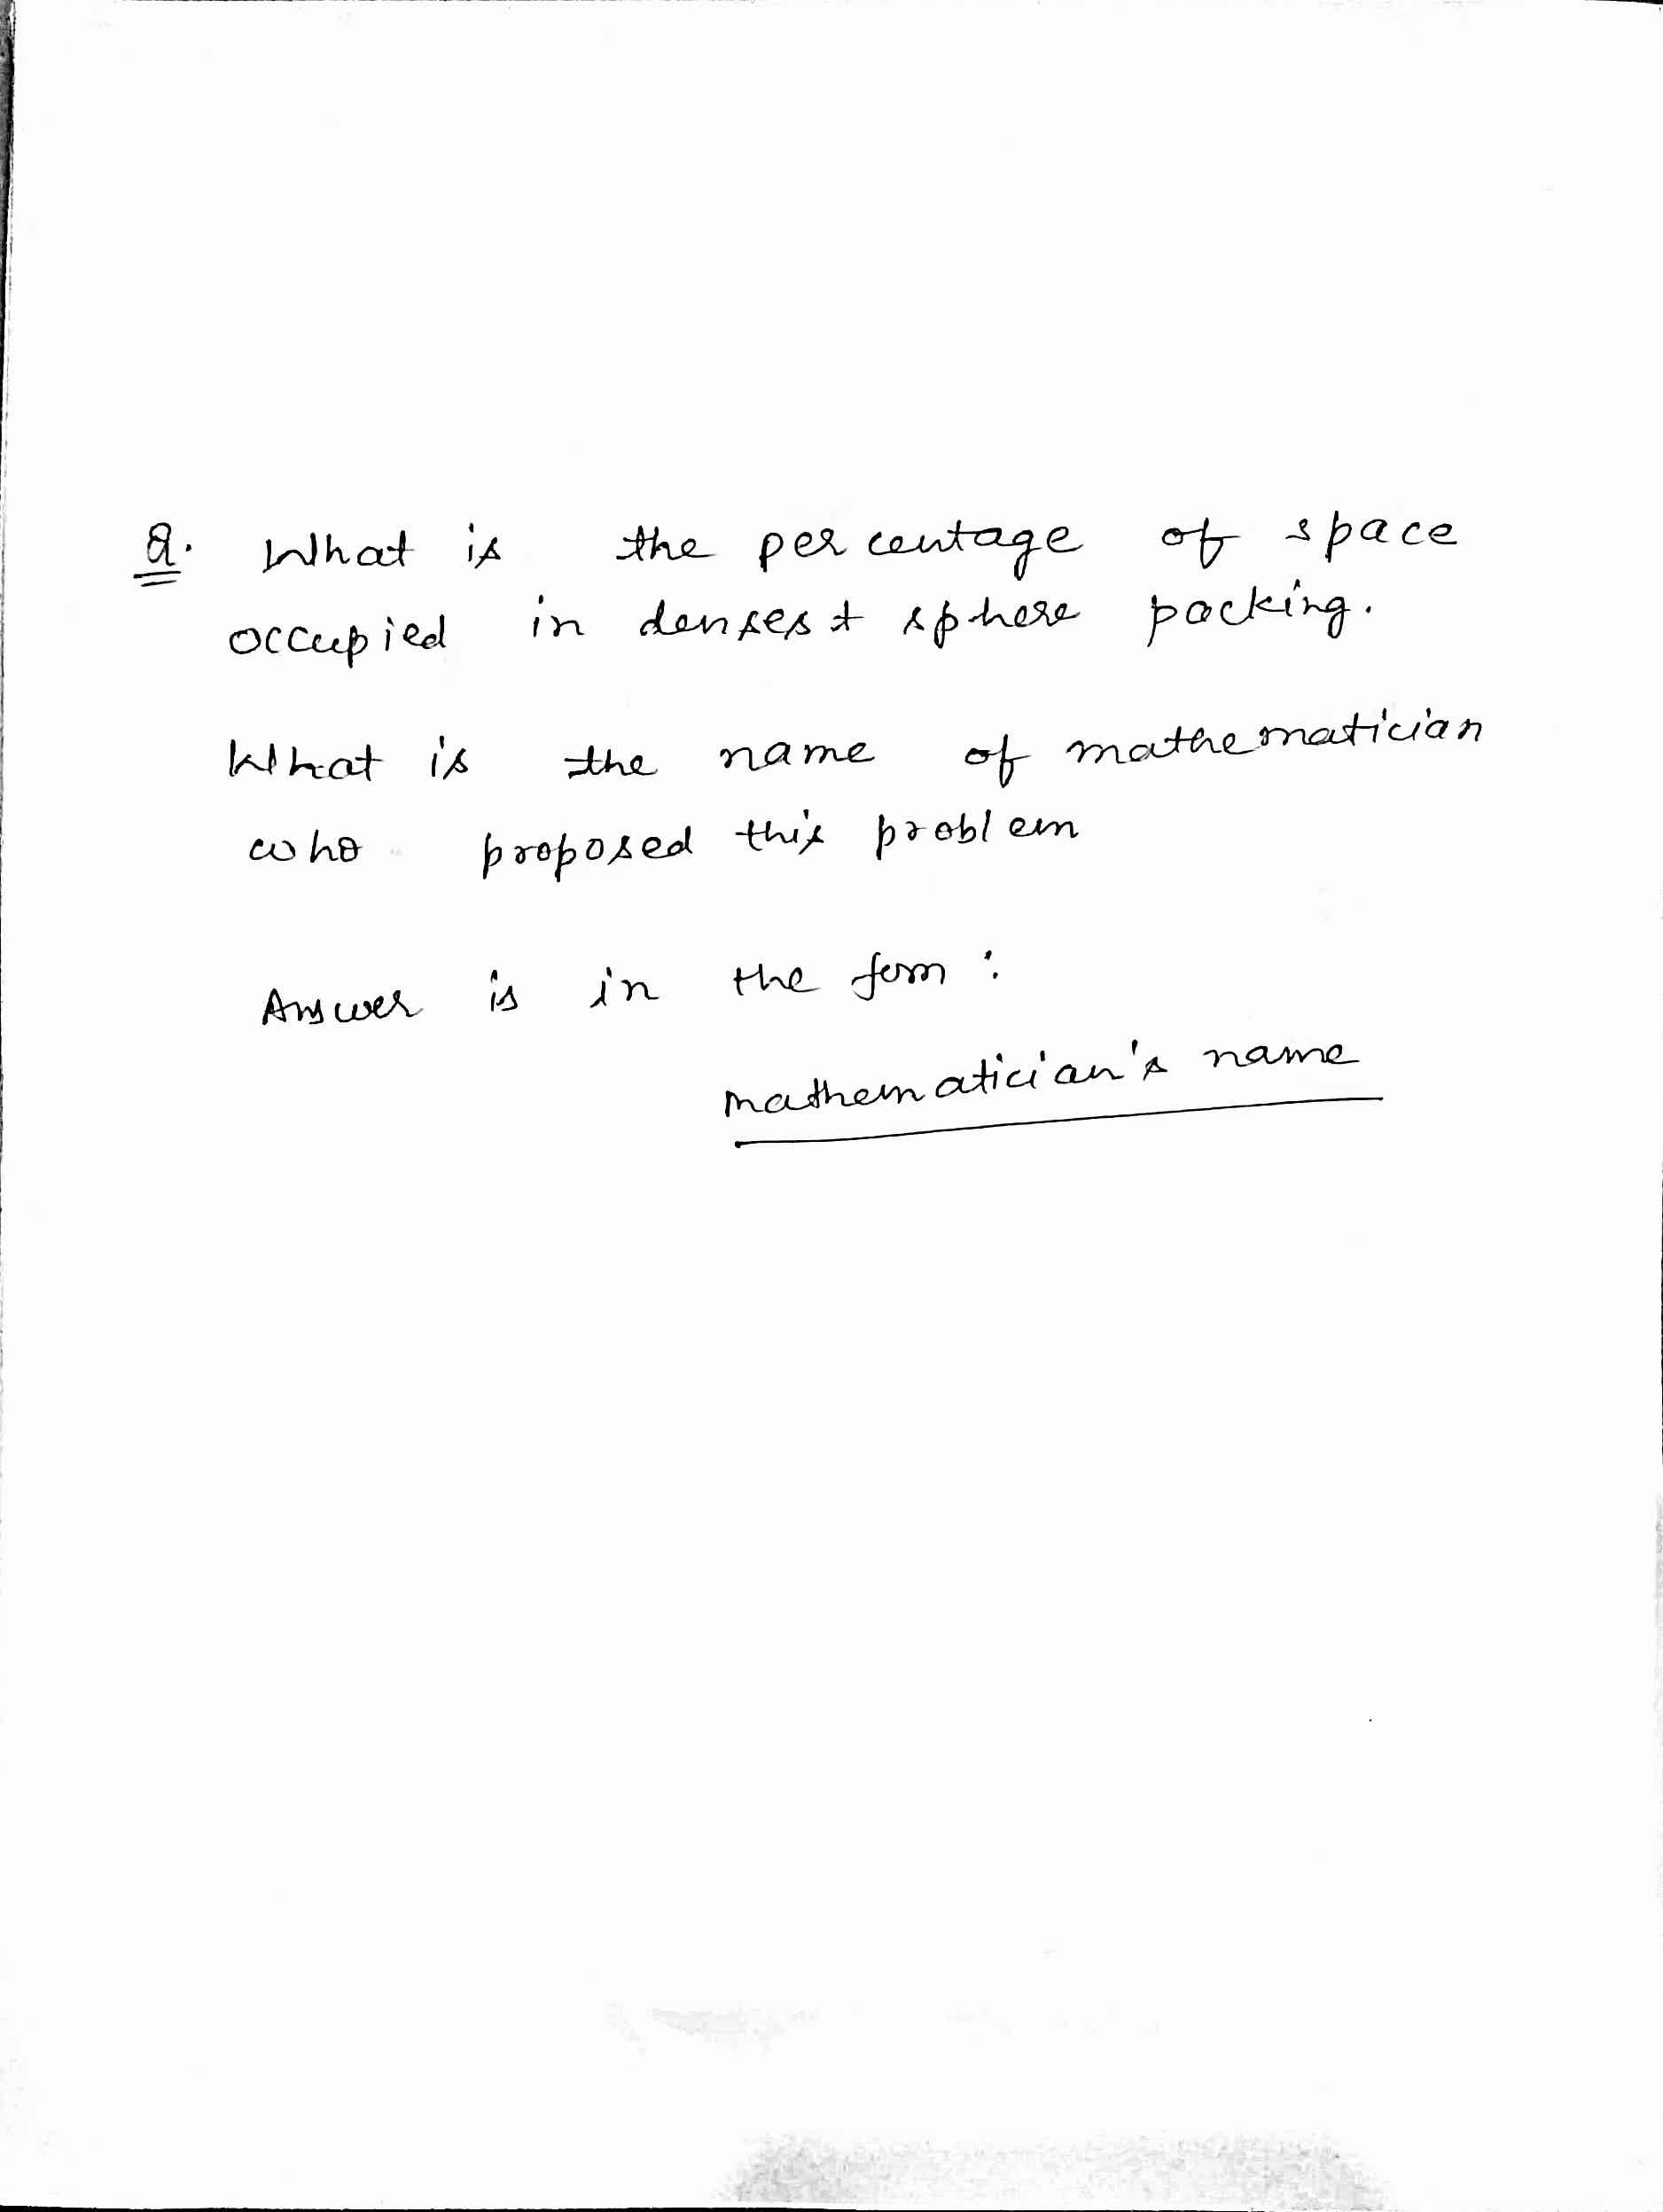 Q. What is the percentage of space
occupied in densest sphere packing.
What is the name of mathematician
who proposed this problem
Answer is in the form :
mathematician's name